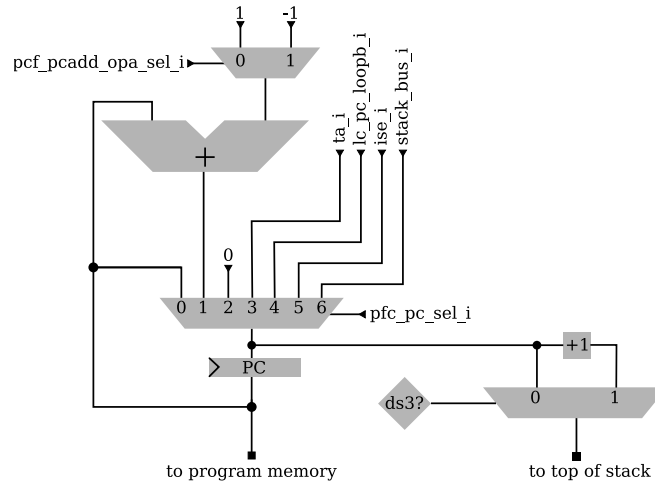 1 -1
pcf_pcadd_opa_sel_i 0 1
ta_i
lc_pc_loopb_i
ise_i
stack_bus_i
+
0
0 1 2 3 4 5 6
pfc_pc_sel_i
PC
+1
ds3? 0 1
to program memory
to top of stack